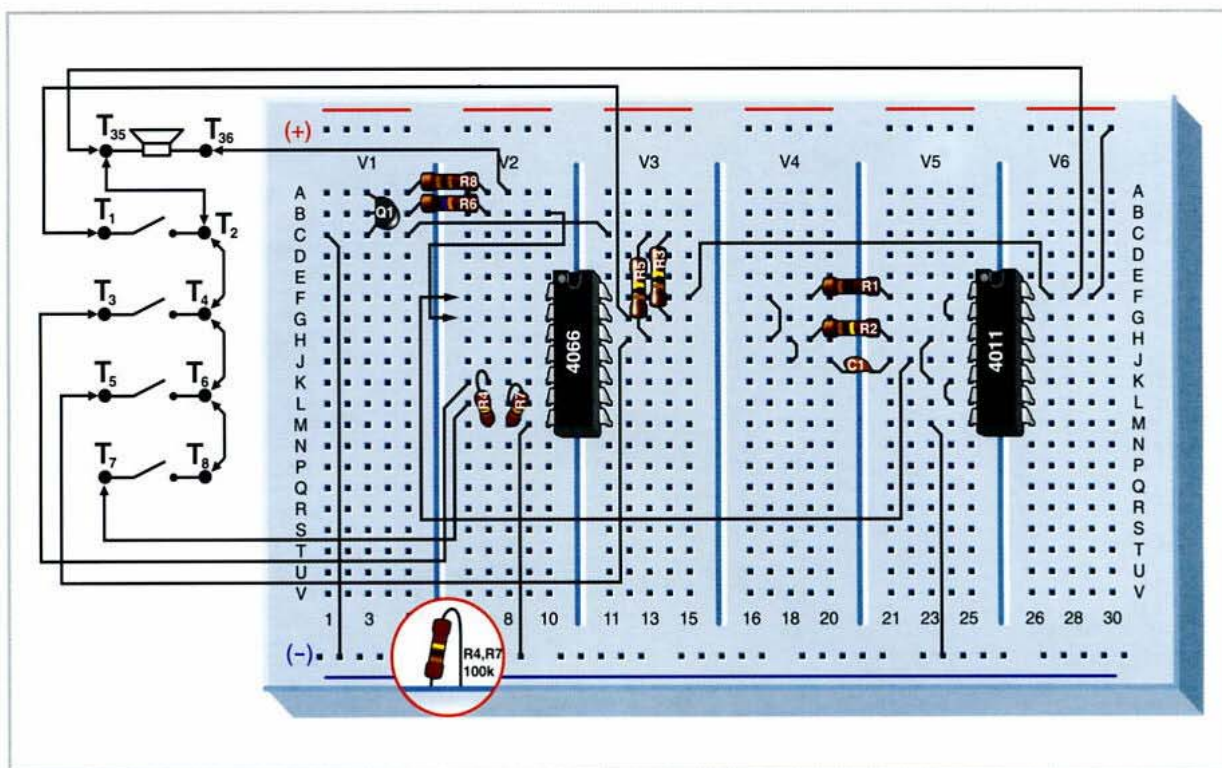 T35 T36
(+)
V1 V2 V3 V4 V5 V6
A R8 A
T1 T2 B Q1 R6 B
C C
D D
E R5 R3 E
T3 T4 F R1 F
G G
H 4066 R2 4011 H
T5 T6 J C1 J
K K
L R4 R7 L
M M
N N
T7 T8 P P
Q Q
R R
S S
T T
U U
V V
1 3 8 10 11 13 15 16 18 20 21 23 25 26 28 30
(-)
R4,R7
100k